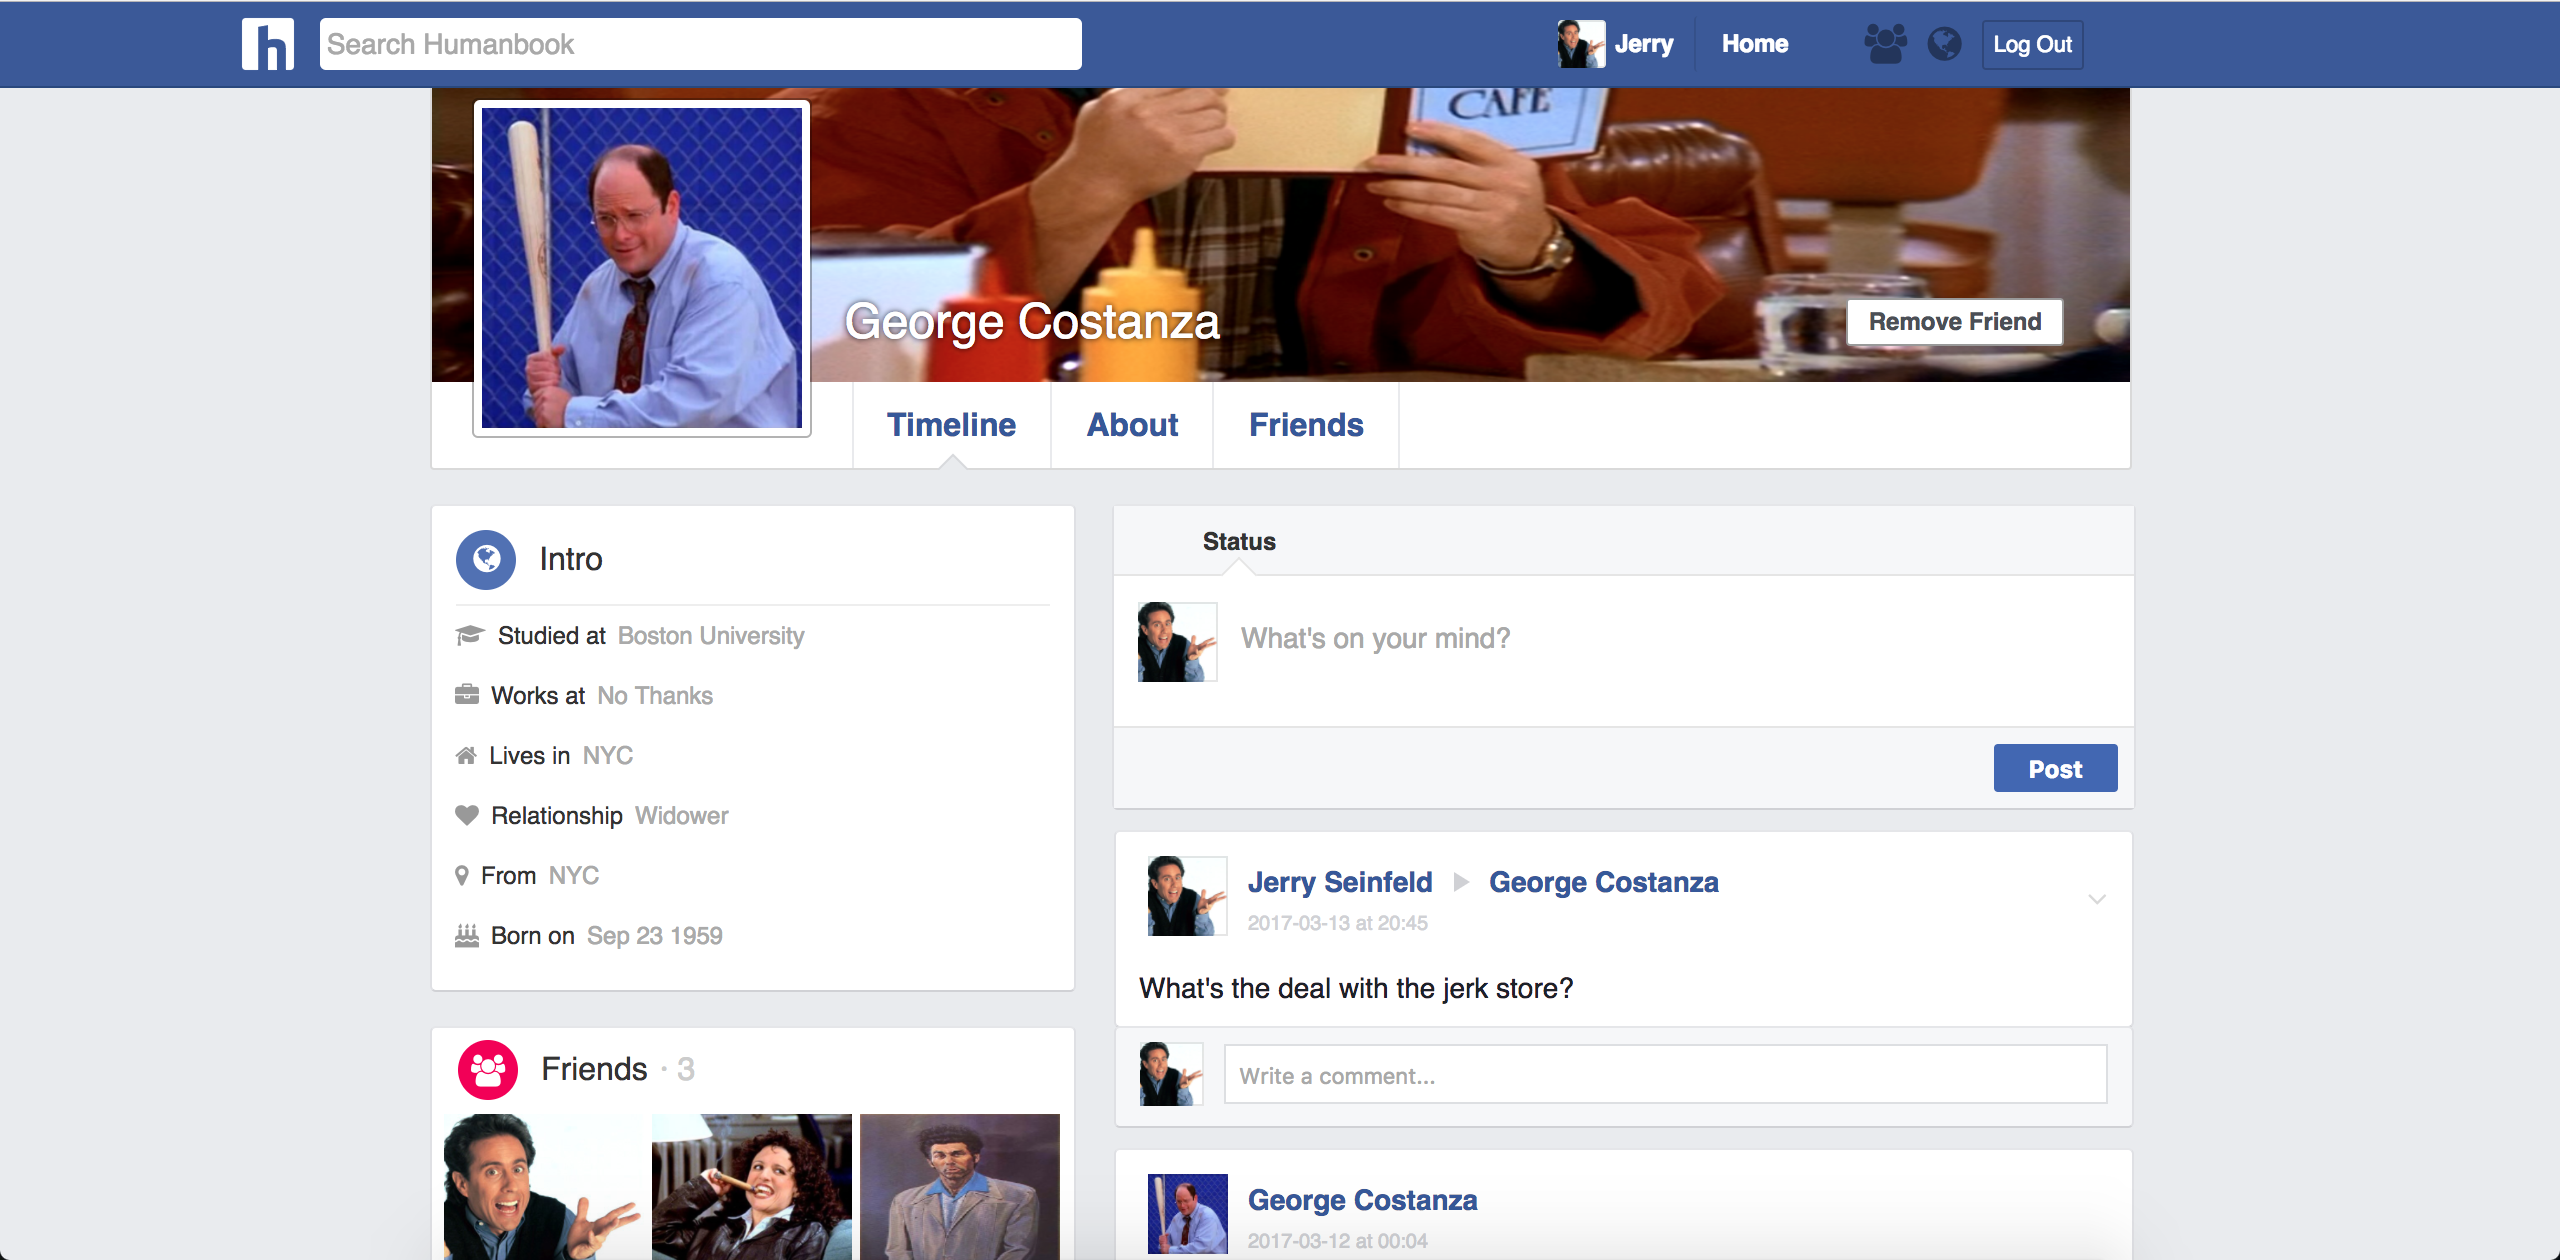 h
Search Humanbook
Jerry
Home
Log Out
CAFE
George Costanza
Remove Friend
Timeline
About
Friends
Intro
Studied at Boston University
Works at No Thanks
Lives in NYC
Relationship Widower
From NYC
Born on Sep 23 1959
Friends · 3
Status
What's on your mind?
Post
Jerry Seinfeld ▶ George Costanza
2017-03-13 at 20:45
What's the deal with the jerk store?
Write a comment...
George Costanza
2017-03-12 at 00:04